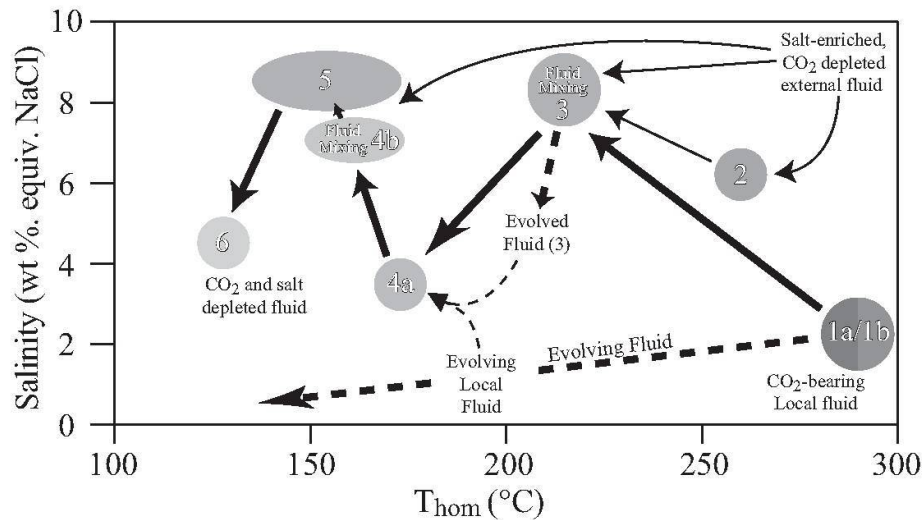 10
8
6
4
2
0
Salinity (wt %. equiv. NaCl)
5
Fluid
Mixing 4b
6
CO₂ and salt
depleted fluid
4a
Fluid
Mixing
3
Evolved
Fluid (3)
Evolving
Local
Fluid
Evolving Fluid
Salt-enriched,
CO₂ depleted
external fluid
2
1a/1b
CO₂-bearing
Local fluid
100
150
200
250
300
Tₕₒₘ (°C)